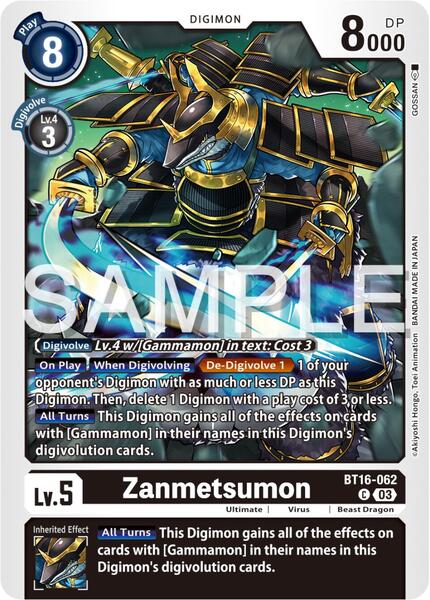 Play
8
DIGIMON
8000 DP
GOSSAN
Digivolve
Lv.4
3
SAMPLE
Digivolve Lv.4 w/[Gammamon] in text: Cost 3
On Play When Digivolving De-Digivolve 1 1 of your
opponent's Digimon with as much or less DP as this
Digimon. Then, delete 1 Digimon with a play cost of 3 or less.
All Turns This Digimon gains all of the effects on
cards with [Gammamon] in their names in this Digimon's
digivolution cards.
©Akiyoshi Hongo, Toei Animation BANDAI MADE IN JAPAN
Lv.5
Zanmetsumon
BT16-062
C 03
Ultimate Virus Beast Dragon
Inherited Effect
All Turns This Digimon gains all of the effects on
cards with [Gammamon] in their names in this
Digimon's digivolution cards.